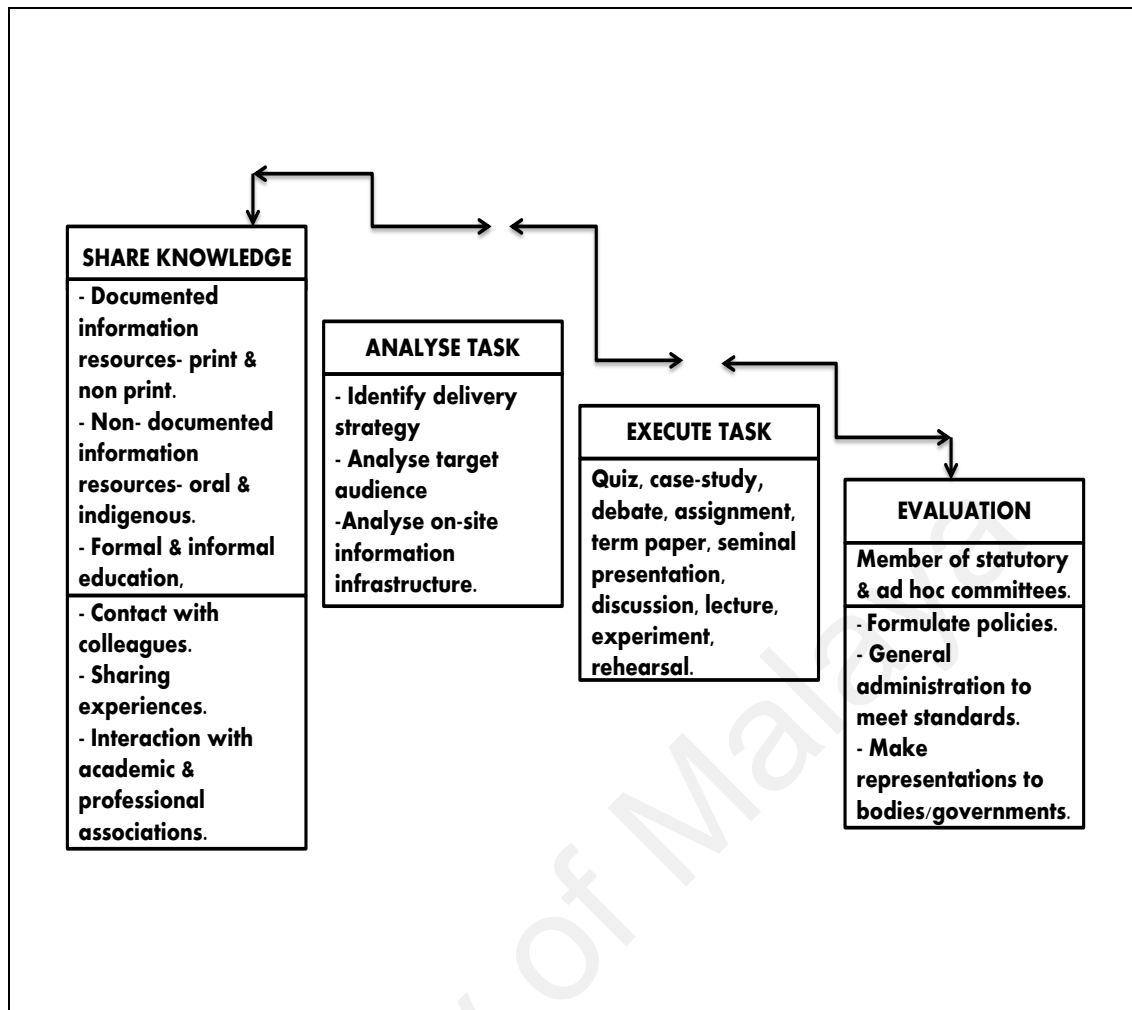 SHARE KNOWLEDGE
- Documented
information
resources- print &
non print.
- Non- documented
information
resources- oral &
indigenous.
- Formal & informal
education,
- Contact with
colleagues.
- Sharing
experiences.
- Interaction with
academic &
professional
associations.
ANALYSE TASK
- Identify delivery
strategy
- Analyse target
audience
-Analyse on-site
information
infrastructure.
EXECUTE TASK
Quiz, case-study,
debate, assignment,
term paper, seminal
presentation,
discussion, lecture,
experiment,
rehearsal.
EVALUATION
Member of statutory
& ad hoc committees.
- Formulate policies.
- General
administration to
meet standards.
- Make
representations to
bodies/governments.
of Malaya